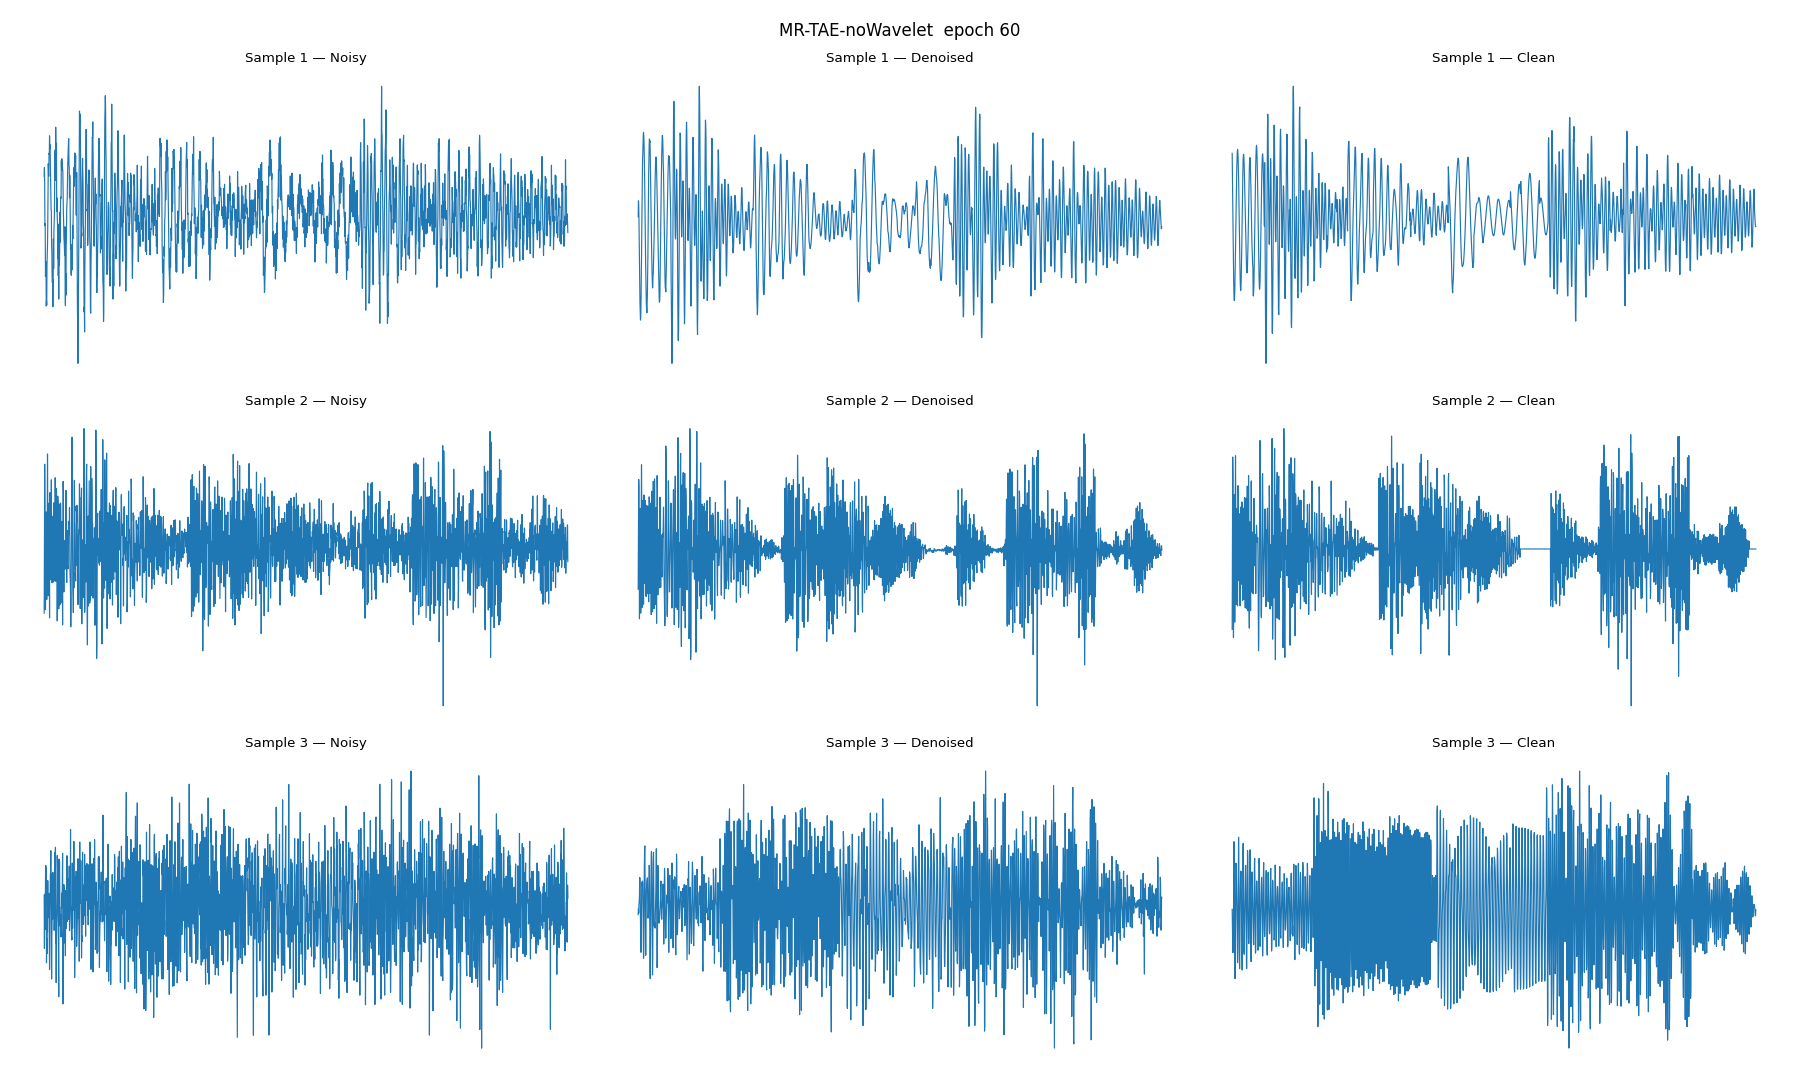 MR-TAE-noWavelet  epoch 60
Sample 1 — Noisy
Sample 1 — Denoised
Sample 1 — Clean
Sample 2 — Noisy
Sample 2 — Denoised
Sample 2 — Clean
Sample 3 — Noisy
Sample 3 — Denoised
Sample 3 — Clean